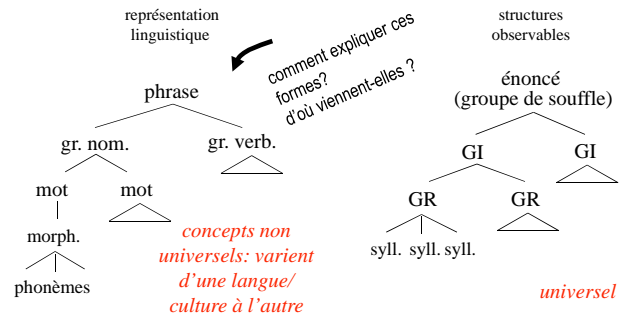 représentation
linguistique
comment expliquer ces
formes?
d'où viennent-elles ?
phrase
gr. nom.
gr. verb.
mot
mot
morph.
phonèmes
concepts non
universels: varient
d'une langue/
culture à l'autre
structures
observables
énoncé
(groupe de souffle)
GI
GI
GR
GR
syll. syll. syll.
universel